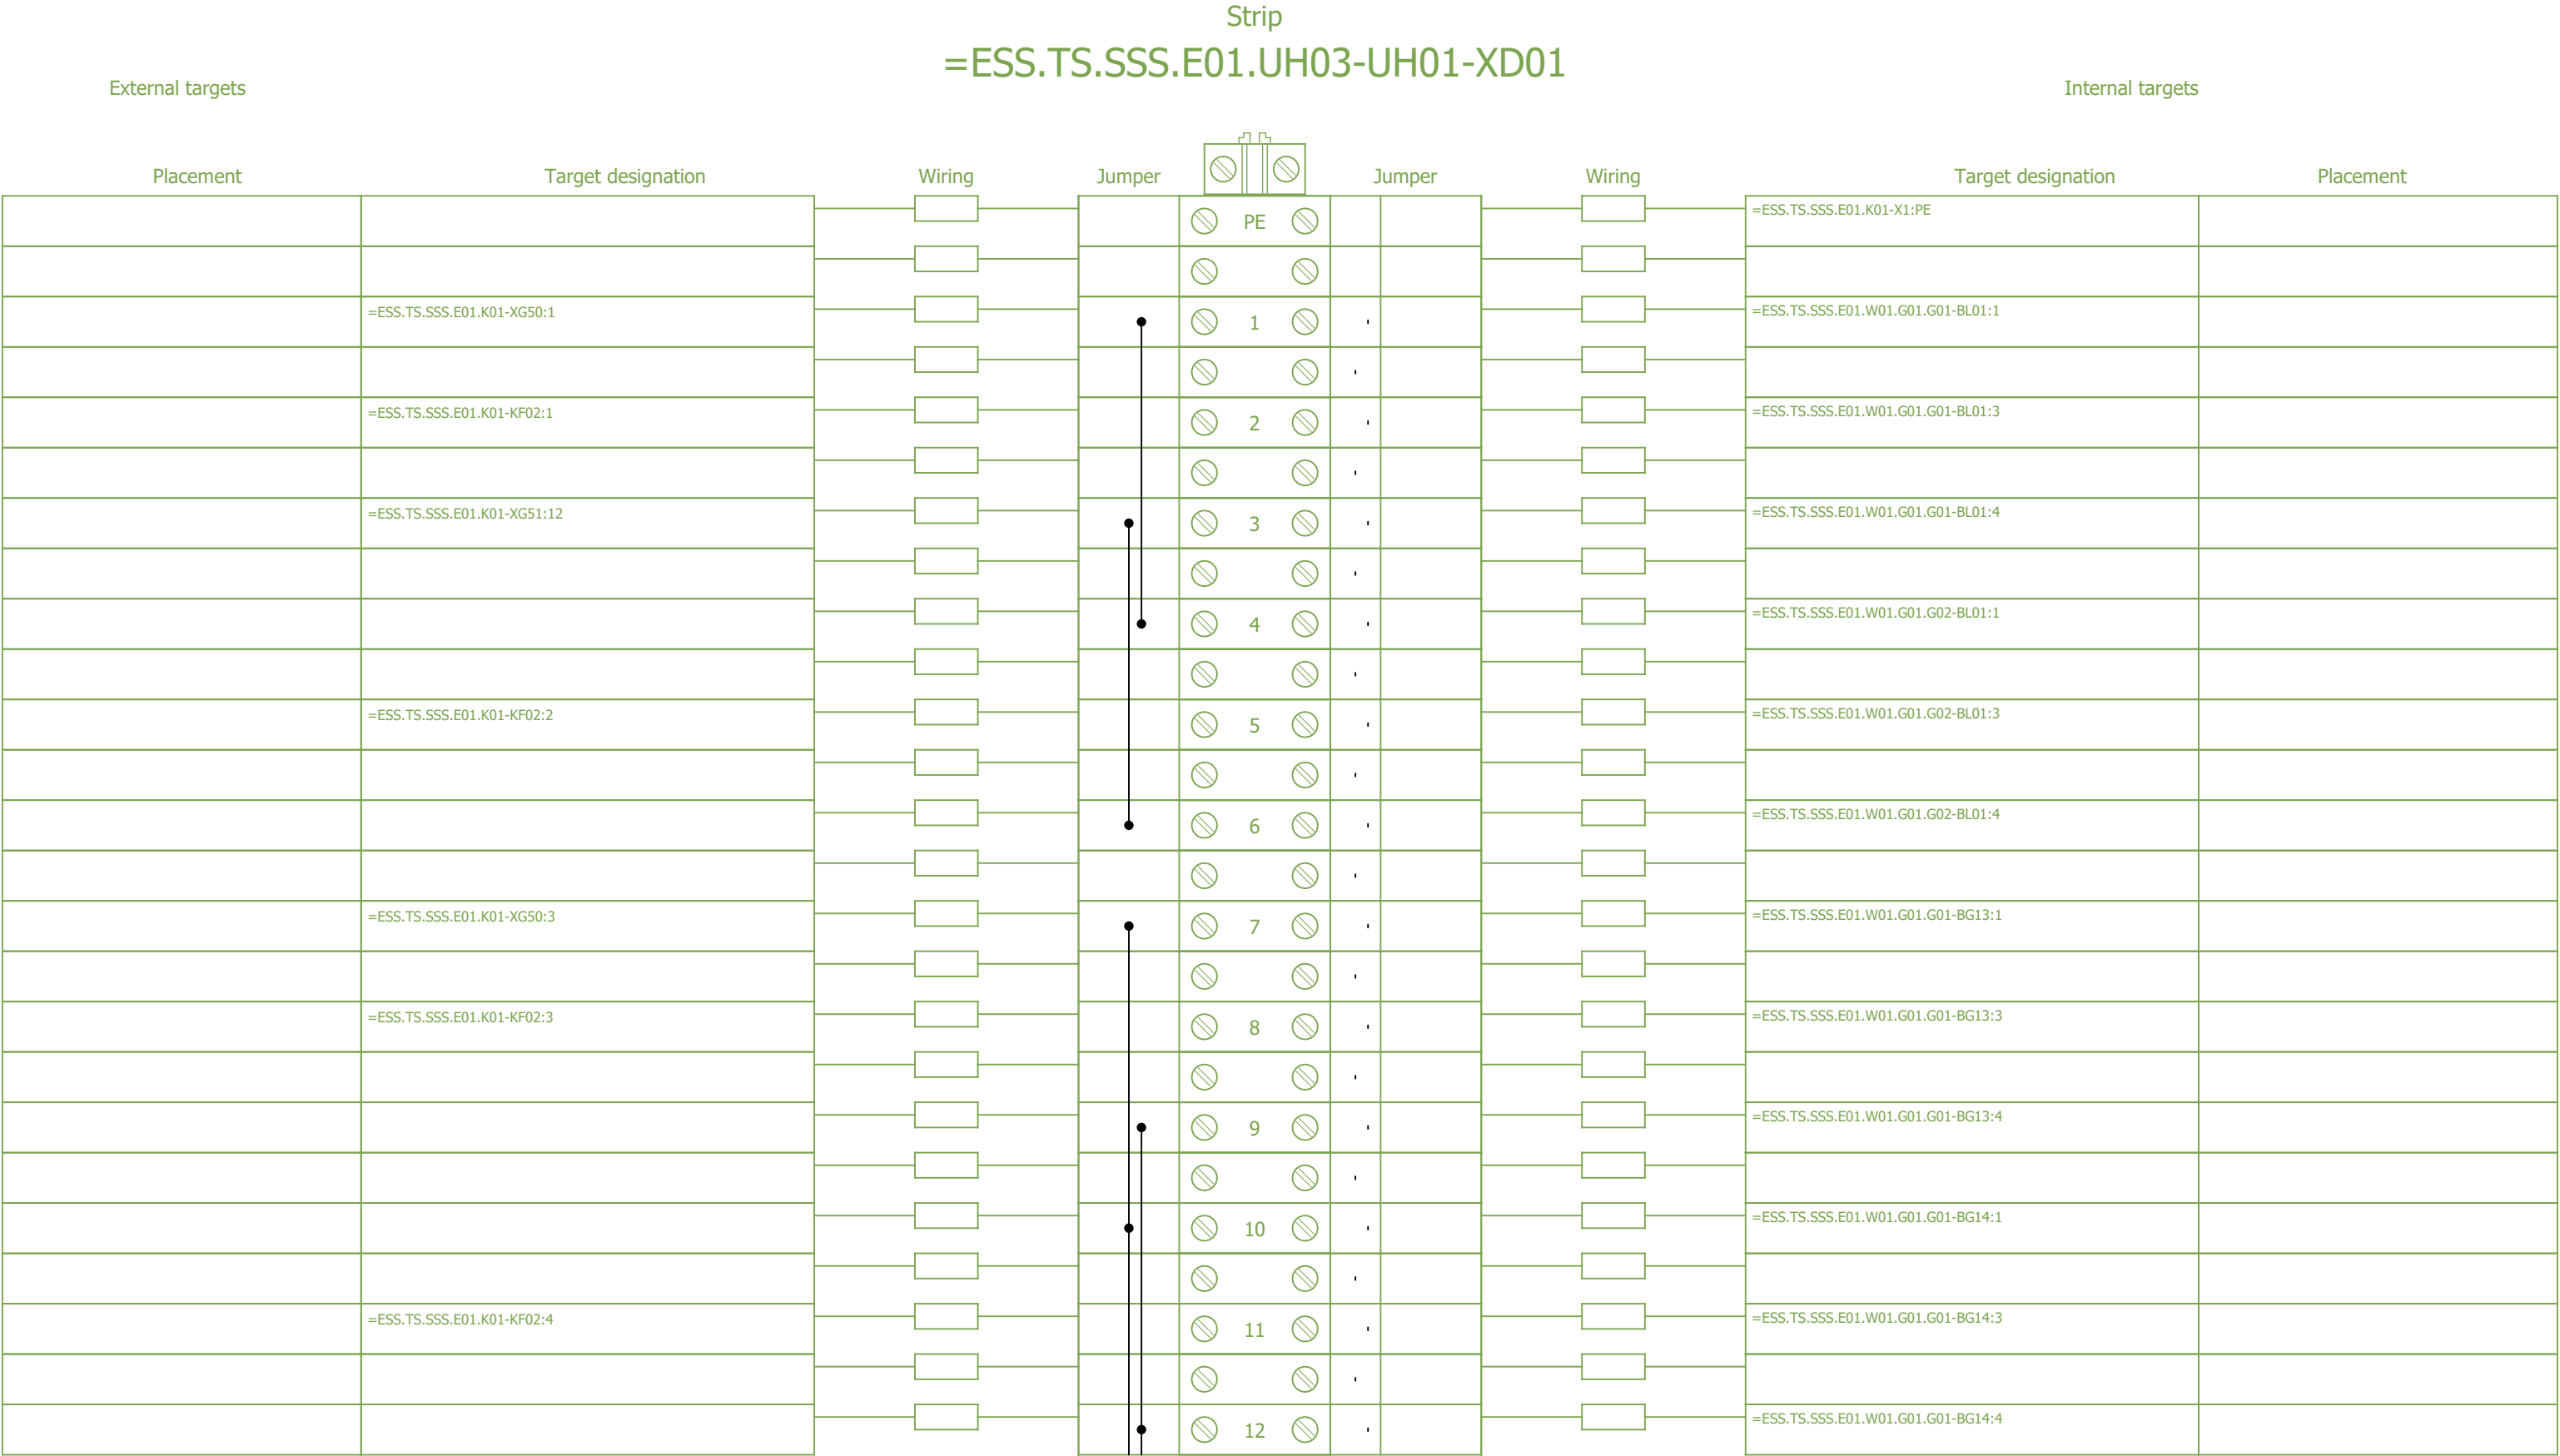 Strip
=ESS.TS.SSS.E01.UH03-UH01-XD01
External targets Internal targets
Placement Target designation Wiring Jumper Jumper Wiring Target designation Placement
PE =ESS.TS.SSS.E01.K01-X1:PE
=ESS.TS.SSS.E01.K01-XG50:1 1 =ESS.TS.SSS.E01.W01.G01.G01-BL01:1
=ESS.TS.SSS.E01.K01-KF02:1 2 =ESS.TS.SSS.E01.W01.G01.G01-BL01:3
=ESS.TS.SSS.E01.K01-XG51:12 3 =ESS.TS.SSS.E01.W01.G01.G01-BL01:4
4 =ESS.TS.SSS.E01.W01.G01.G02-BL01:1
=ESS.TS.SSS.E01.K01-KF02:2 5 =ESS.TS.SSS.E01.W01.G01.G02-BL01:3
6 =ESS.TS.SSS.E01.W01.G01.G02-BL01:4
=ESS.TS.SSS.E01.K01-XG50:3 7 =ESS.TS.SSS.E01.W01.G01.G01-BG13:1
=ESS.TS.SSS.E01.K01-KF02:3 8 =ESS.TS.SSS.E01.W01.G01.G01-BG13:3
9 =ESS.TS.SSS.E01.W01.G01.G01-BG13:4
10 =ESS.TS.SSS.E01.W01.G01.G01-BG14:1
=ESS.TS.SSS.E01.K01-KF02:4 11 =ESS.TS.SSS.E01.W01.G01.G01-BG14:3
12 =ESS.TS.SSS.E01.W01.G01.G01-BG14:4